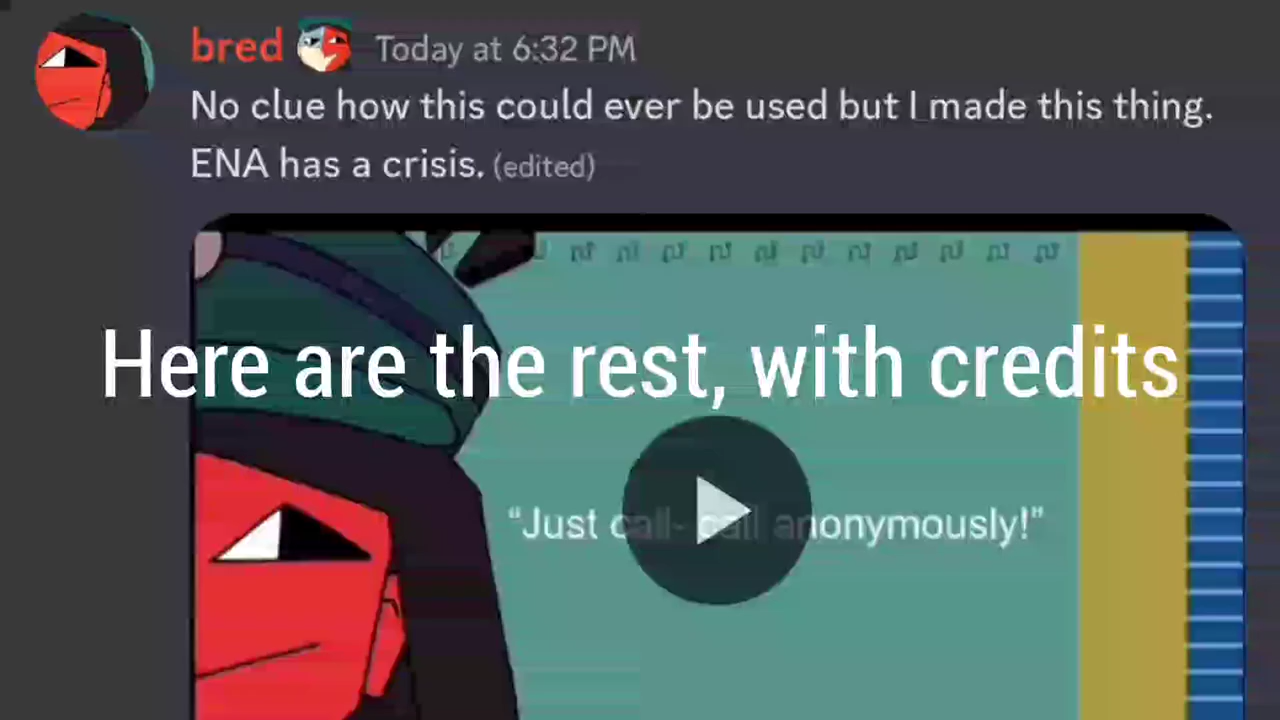 bred Today at 6:32 PM
No clue how this could ever be used but I made this thing.
ENA has a crisis. (edited)
Here are the rest, with credits
“Just call- call anonymously!”